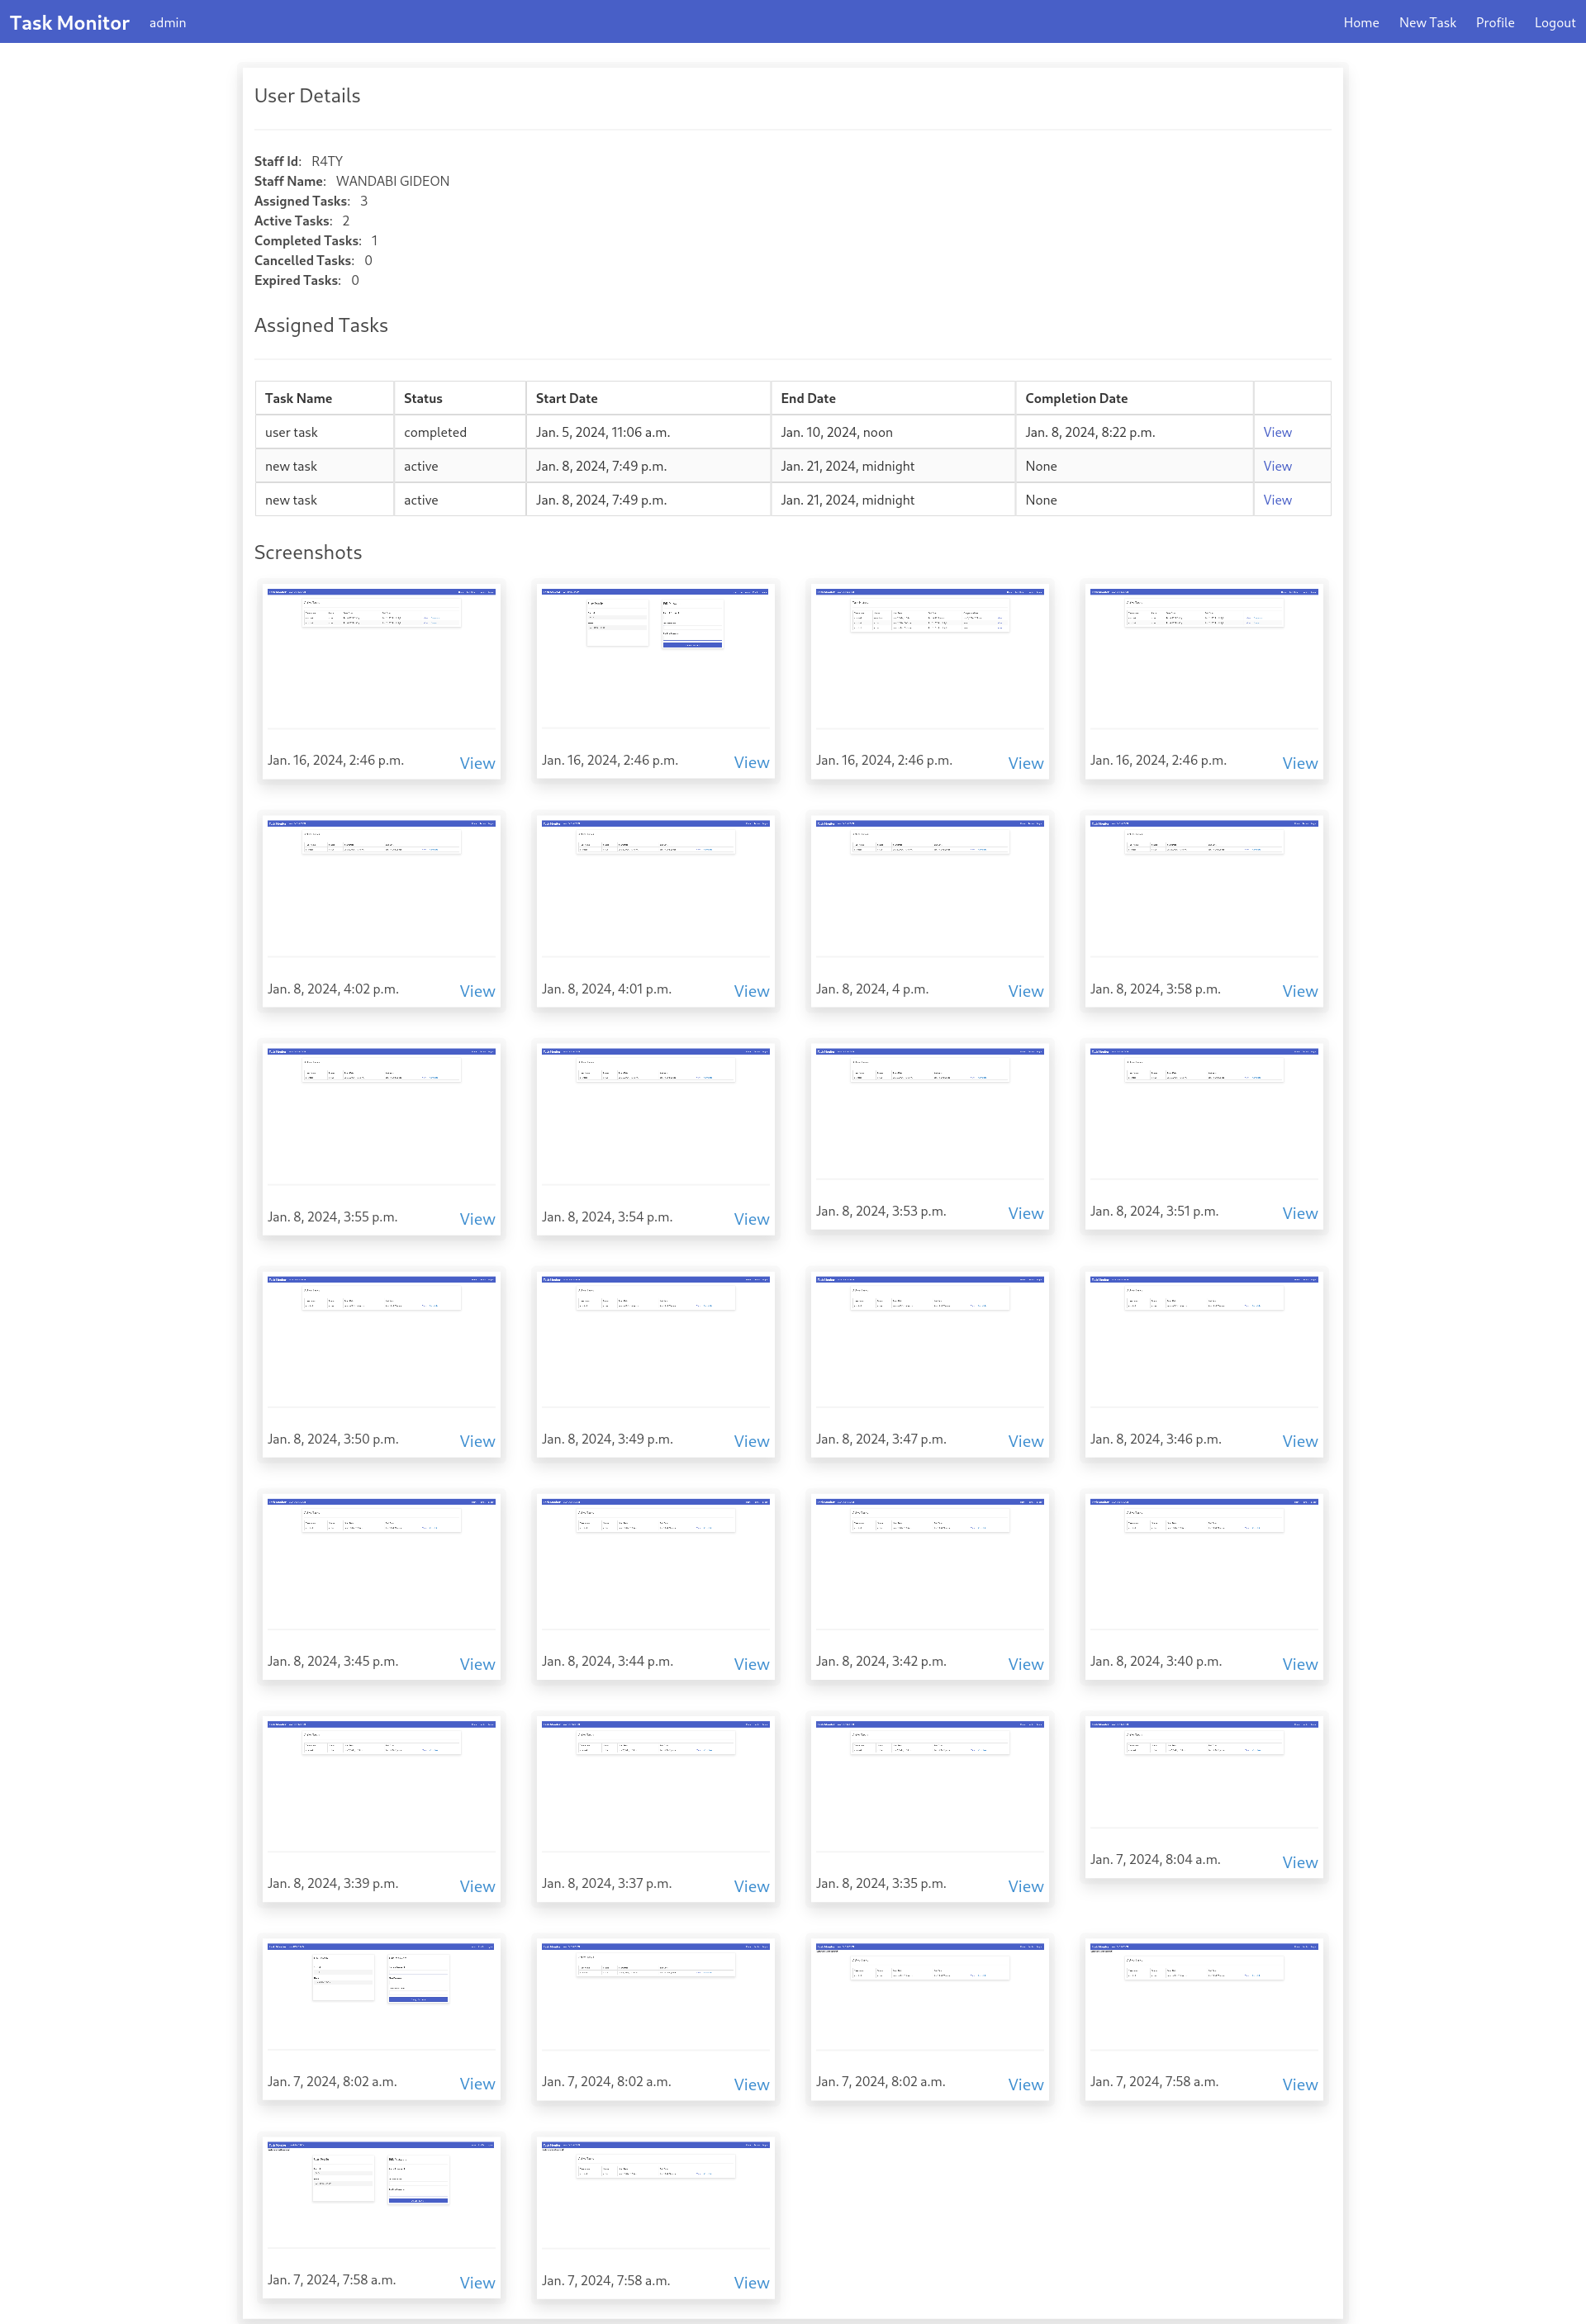 Task Monitor admin Home New Task Profile Logout
User Details
Staff Id: R4TY
Staff Name: WANDABI GIDEON
Assigned Tasks: 3
Active Tasks: 2
Completed Tasks: 1
Cancelled Tasks: 0
Expired Tasks: 0
Assigned Tasks
Task Name Status Start Date End Date Completion Date
user task completed Jan. 5, 2024, 11:06 a.m. Jan. 10, 2024, noon Jan. 8, 2024, 8:22 p.m. View
new task active Jan. 8, 2024, 7:49 p.m. Jan. 21, 2024, midnight None View
new task active Jan. 8, 2024, 7:49 p.m. Jan. 21, 2024, midnight None View
Screenshots
Jan. 16, 2024, 2:46 p.m. View Jan. 16, 2024, 2:46 p.m. View Jan. 16, 2024, 2:46 p.m. View Jan. 16, 2024, 2:46 p.m. View
Jan. 8, 2024, 4:02 p.m. View Jan. 8, 2024, 4:01 p.m. View Jan. 8, 2024, 4 p.m. View Jan. 8, 2024, 3:58 p.m. View
Jan. 8, 2024, 3:55 p.m. View Jan. 8, 2024, 3:54 p.m. View Jan. 8, 2024, 3:53 p.m. View Jan. 8, 2024, 3:51 p.m. View
Jan. 8, 2024, 3:50 p.m. View Jan. 8, 2024, 3:49 p.m. View Jan. 8, 2024, 3:47 p.m. View Jan. 8, 2024, 3:46 p.m. View
Jan. 8, 2024, 3:45 p.m. View Jan. 8, 2024, 3:44 p.m. View Jan. 8, 2024, 3:42 p.m. View Jan. 8, 2024, 3:40 p.m. View
Jan. 8, 2024, 3:39 p.m. View Jan. 8, 2024, 3:37 p.m. View Jan. 8, 2024, 3:35 p.m. View Jan. 7, 2024, 8:04 a.m. View
Jan. 7, 2024, 8:02 a.m. View Jan. 7, 2024, 8:02 a.m. View Jan. 7, 2024, 8:02 a.m. View Jan. 7, 2024, 7:58 a.m. View
Jan. 7, 2024, 7:58 a.m. View Jan. 7, 2024, 7:58 a.m. View